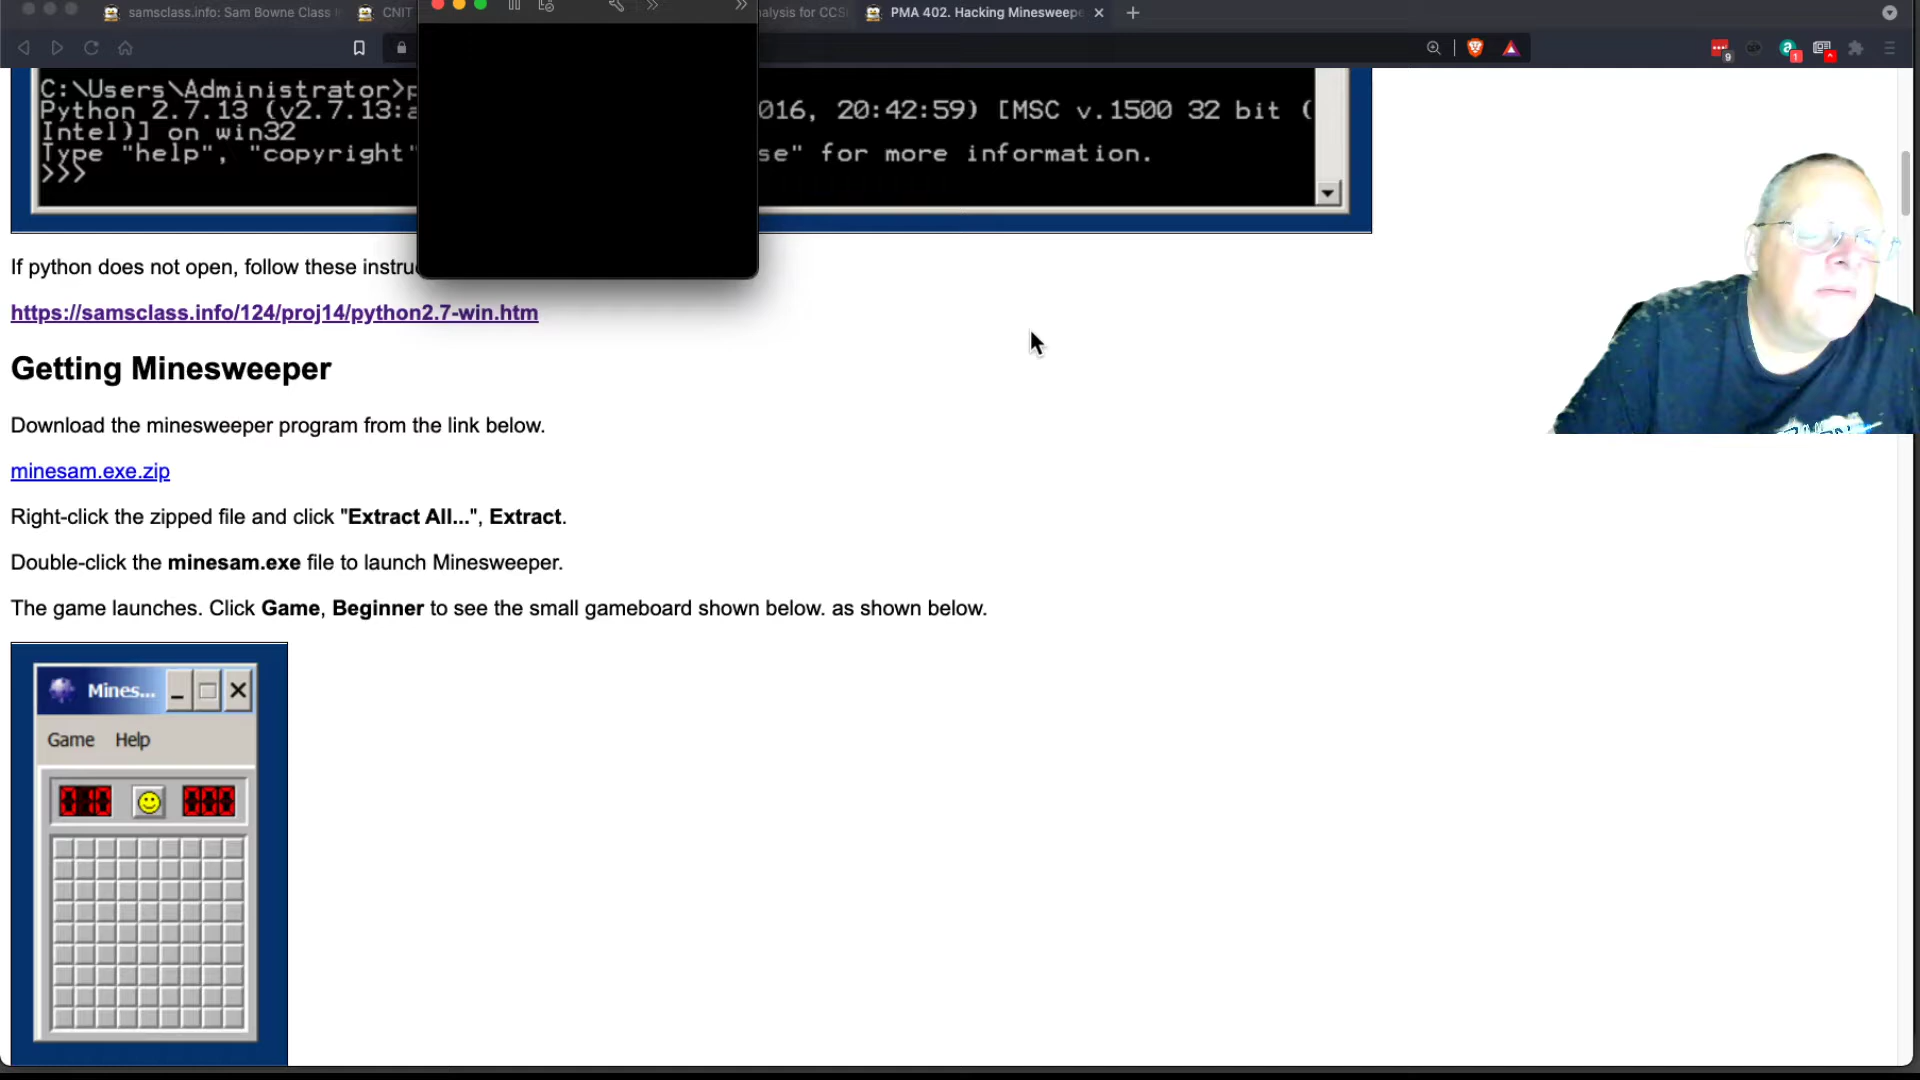 samsclass.info: Sam Bowne Class
CNIT
alysis for CCS
PMA 402. Hacking Minesweepe
9
1
C:\Users\Administrator>p
Python 2.7.13 (v2.7.13:a 016, 20:42:59) [MSC v.1500 32 bit (
Intel)] on win32
Type "help", "copyright" se" for more information.
>>>
If python does not open, follow these instru
https://samsclass.info/124/proj14/python2.7-win.htm
Getting Minesweeper
Download the minesweeper program from the link below.
minesam.exe.zip
Right-click the zipped file and click "Extract All...", Extract.
Double-click the minesam.exe file to launch Minesweeper.
The game launches. Click Game, Beginner to see the small gameboard shown below. as shown below.
Mines...
Game Help
010 000